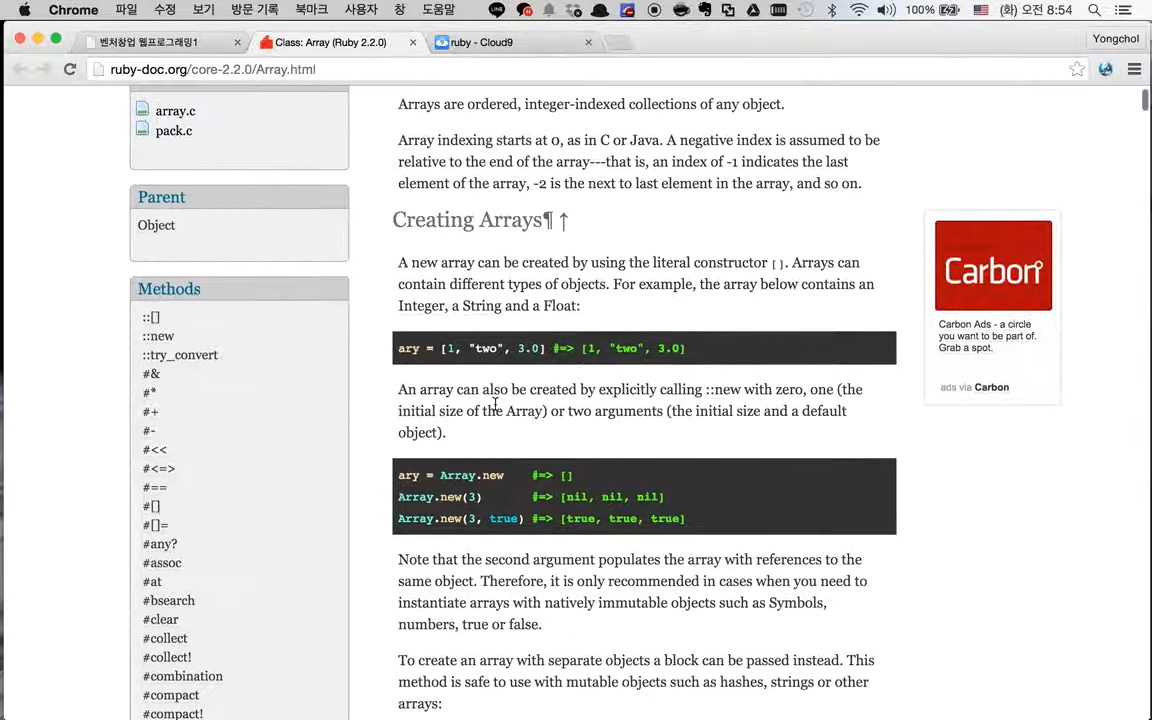 Chrome 파일 수정 보기 방문 기록 북마크 사용자 창 도움말 100% (화) 오전 8:54
벤처창업 웹프로그래밍1
Class: Array (Ruby 2.2.0)
ruby - Cloud9
Yongchol
ruby-doc.org/core-2.2.0/Array.html
array.c
pack.c
Parent
Object
Methods
::[]
::new
::try_convert
#&
#*
#+
#-
#<<
#<=>
#==
#[]
#[]=
#any?
#assoc
#at
#bsearch
#clear
#collect
#collect!
#combination
#compact
#compact!
Arrays are ordered, integer-indexed collections of any object.
Array indexing starts at 0, as in C or Java. A negative index is assumed to be
relative to the end of the array---that is, an index of -1 indicates the last
element of the array, -2 is the next to last element in the array, and so on.
Creating Arrays¶ ↑
A new array can be created by using the literal constructor []. Arrays can
contain different types of objects. For example, the array below contains an
Integer, a String and a Float:
ary = [1, "two", 3.0] #=> [1, "two", 3.0]
An array can also be created by explicitly calling ::new with zero, one (the
initial size of the Array) or two arguments (the initial size and a default
object).
ary = Array.new #=> []
Array.new(3) #=> [nil, nil, nil]
Array.new(3, true) #=> [true, true, true]
Note that the second argument populates the array with references to the
same object. Therefore, it is only recommended in cases when you need to
instantiate arrays with natively immutable objects such as Symbols,
numbers, true or false.
To create an array with separate objects a block can be passed instead. This
method is safe to use with mutable objects such as hashes, strings or other
arrays:
Carbon
Carbon Ads - a circle
you want to be part of.
Grab a spot.
ads via Carbon